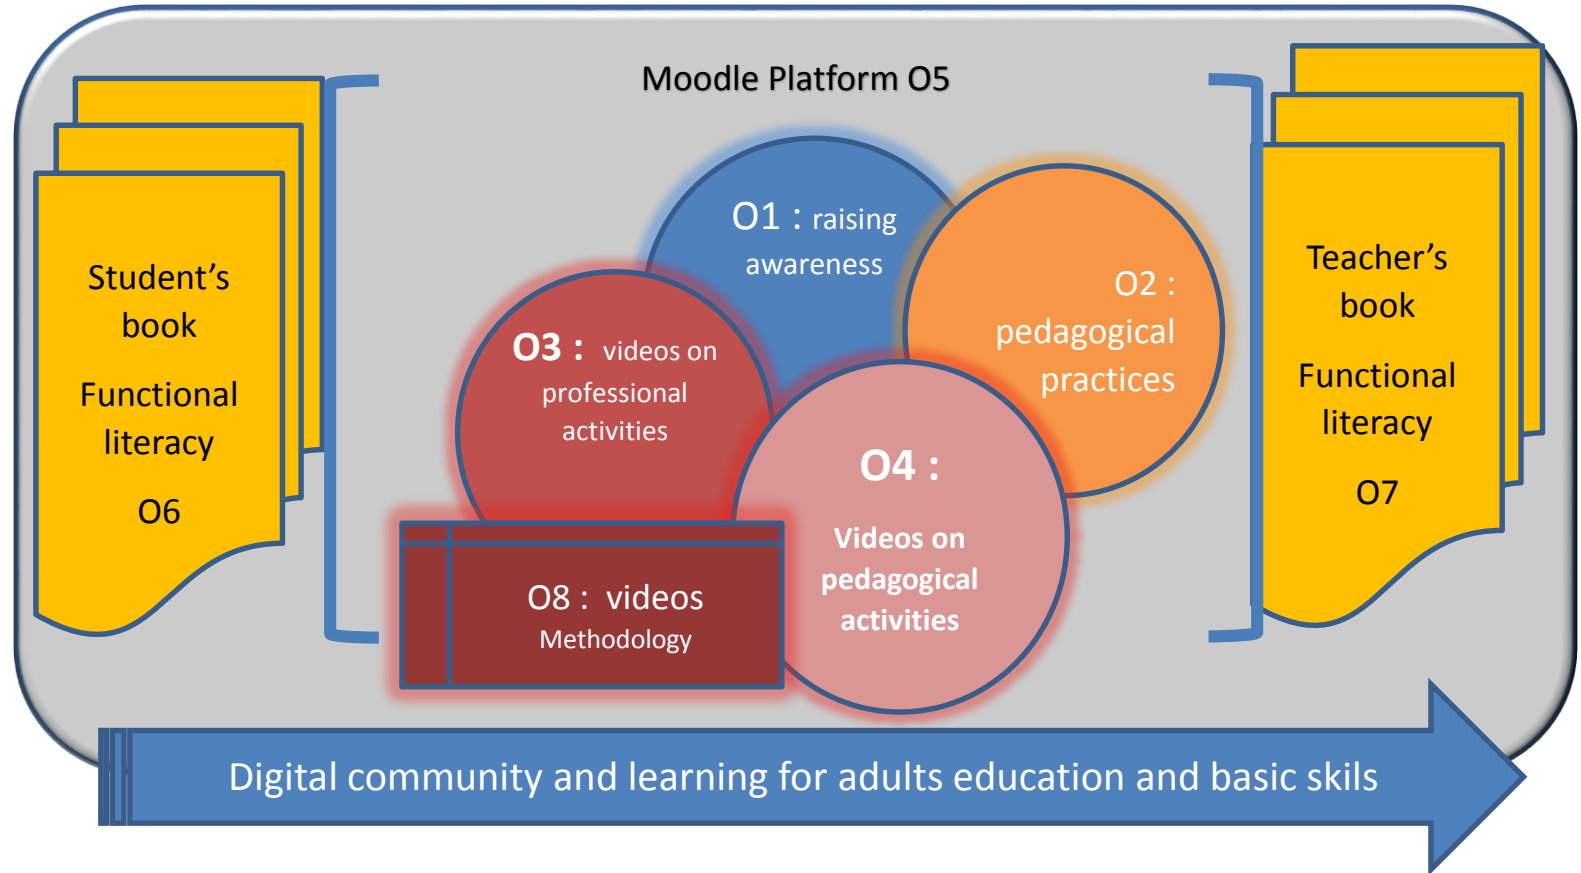 Moodle Platform O5
Student’s
book
Functional
literacy
O6
O1 : raising
awareness
O2 :
pedagogical
practices
O3 : videos on
professional
activities
O4 :
Videos on
pedagogical
activities
O8 : videos
Methodology
Teacher’s
book
Functional
literacy
O7
Digital community and learning for adults education and basic skils